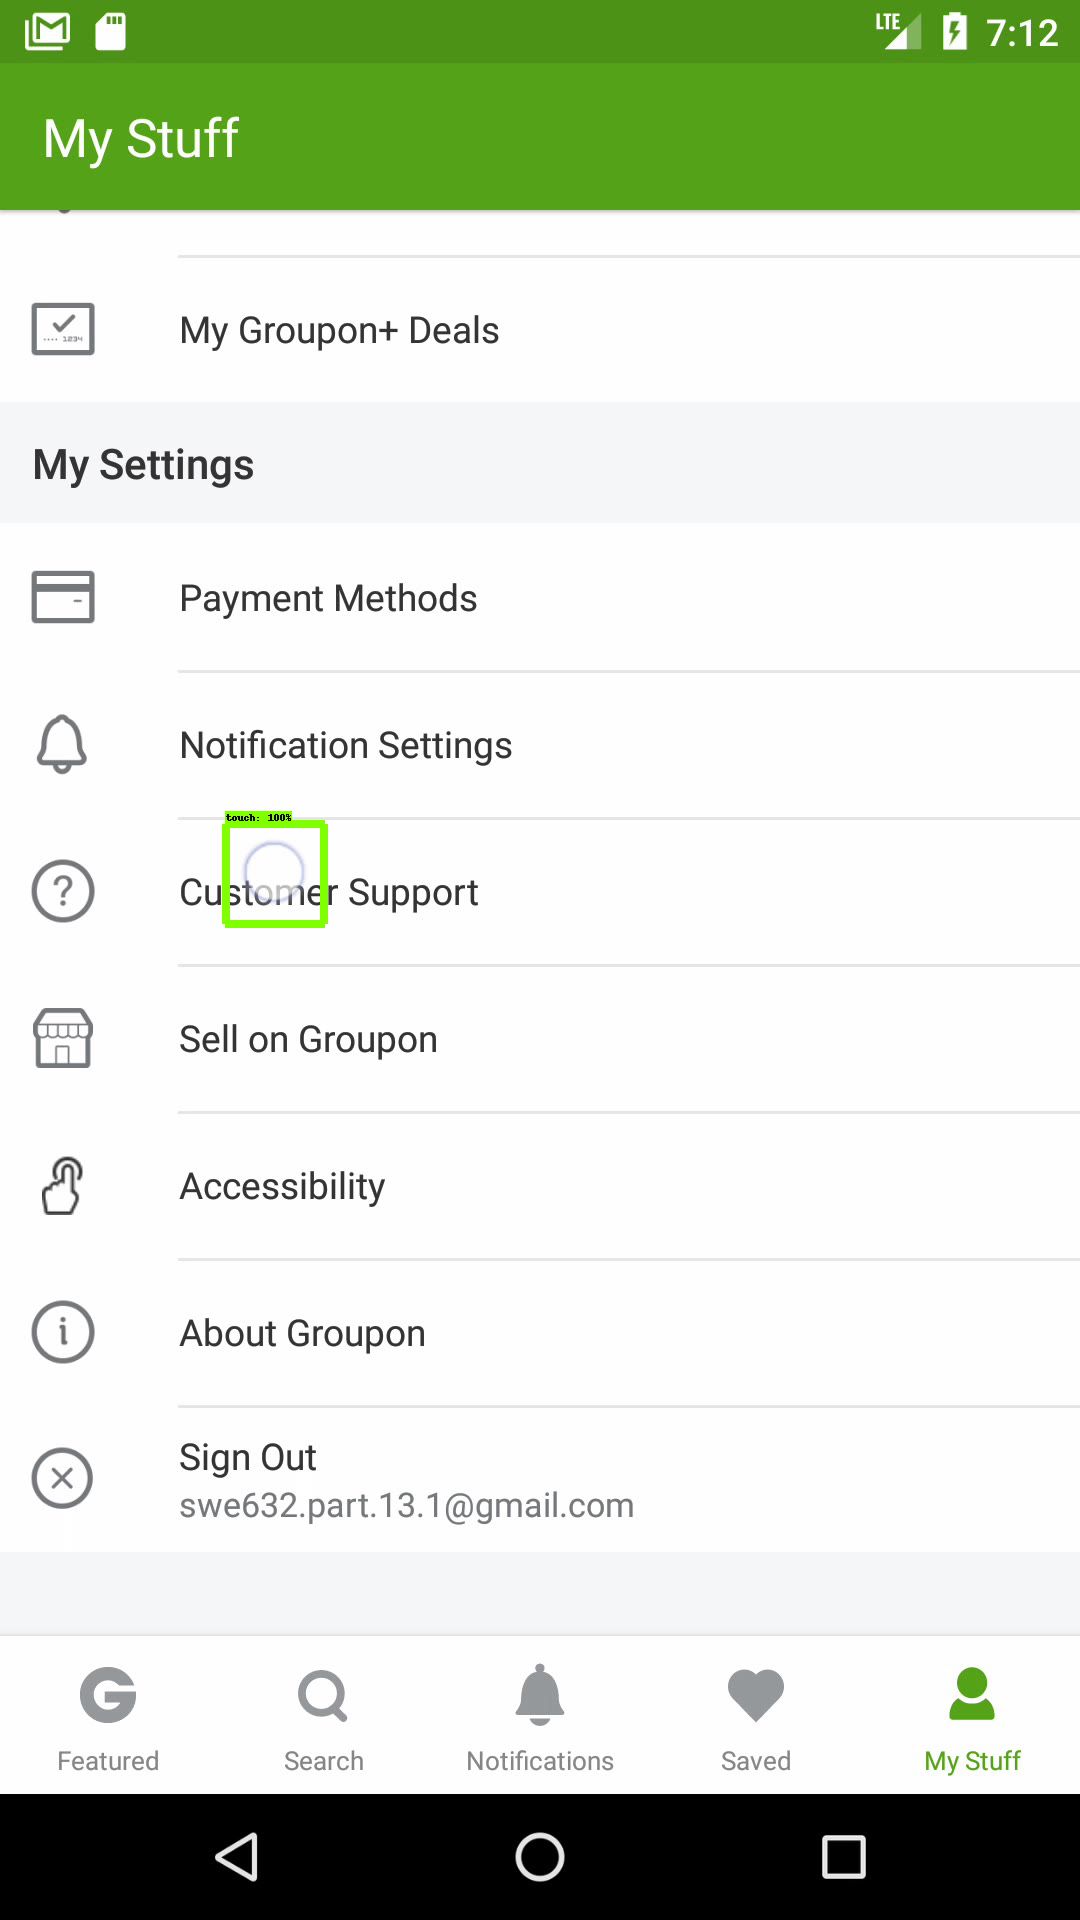 LTE 7:12
My Stuff
1234
My Groupon+ Deals
My Settings
Payment Methods
Notification Settings
touch: 100%
Customer Support
Sell on Groupon
Accessibility
About Groupon
Sign Out
swe632.part.13.1@gmail.com
Featured
Search
Notifications
Saved
My Stuff